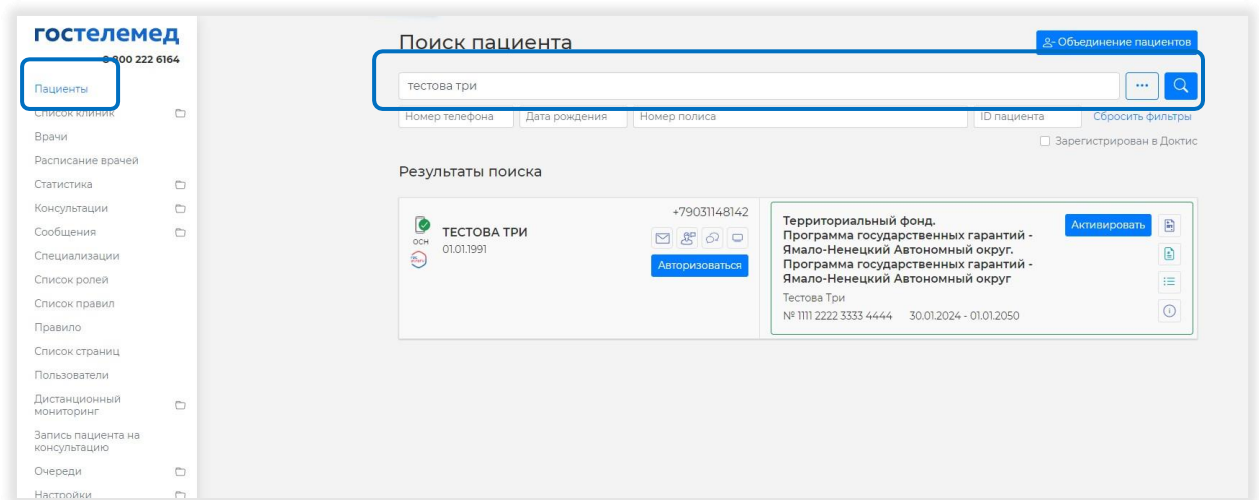 гостелемед
8 800 222 6164
Пациенты
Список клиник
Врачи
Расписание врачей
Статистика
Консультации
Сообщения
Специализации
Список ролей
Список правил
Правило
Список страниц
Пользователи
Дистанционный
мониторинг
Запись пациента на
консультацию
Очереди
Настройки
Поиск пациента
Объединение пациентов
тестова три
Номер телефона
Дата рождения
Номер полиса
ID пациента
Сбросить фильтры
Зарегистрирован в Доктис
Результаты поиска
осн
ТЕСТОВА ТРИ
01.01.1991
+79031148142
Авторизоваться
Территориальный фонд.
Программа государственных гарантий -
Ямало-Ненецкий Автономный округ.
Программа государственных гарантий -
Ямало-Ненецкий Автономный округ
Тестова Три
№ 1111 2222 3333 4444 30.01.2024 - 01.01.2050
Активировать